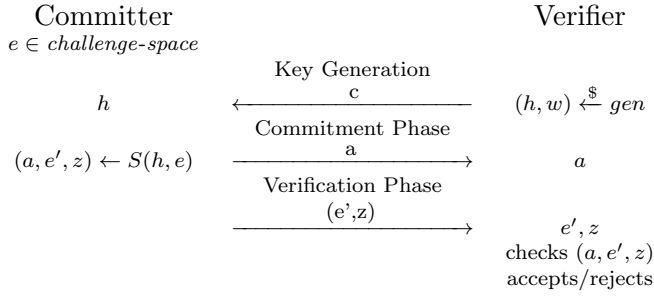 Committer Verifier
e ∈ challenge-space
Key Generation
h c (h, w) $← gen
Commitment Phase
(a, e′, z) ← S(h, e) a a
Verification Phase
(e',z) e′, z
checks (a, e′, z)
accepts/rejects